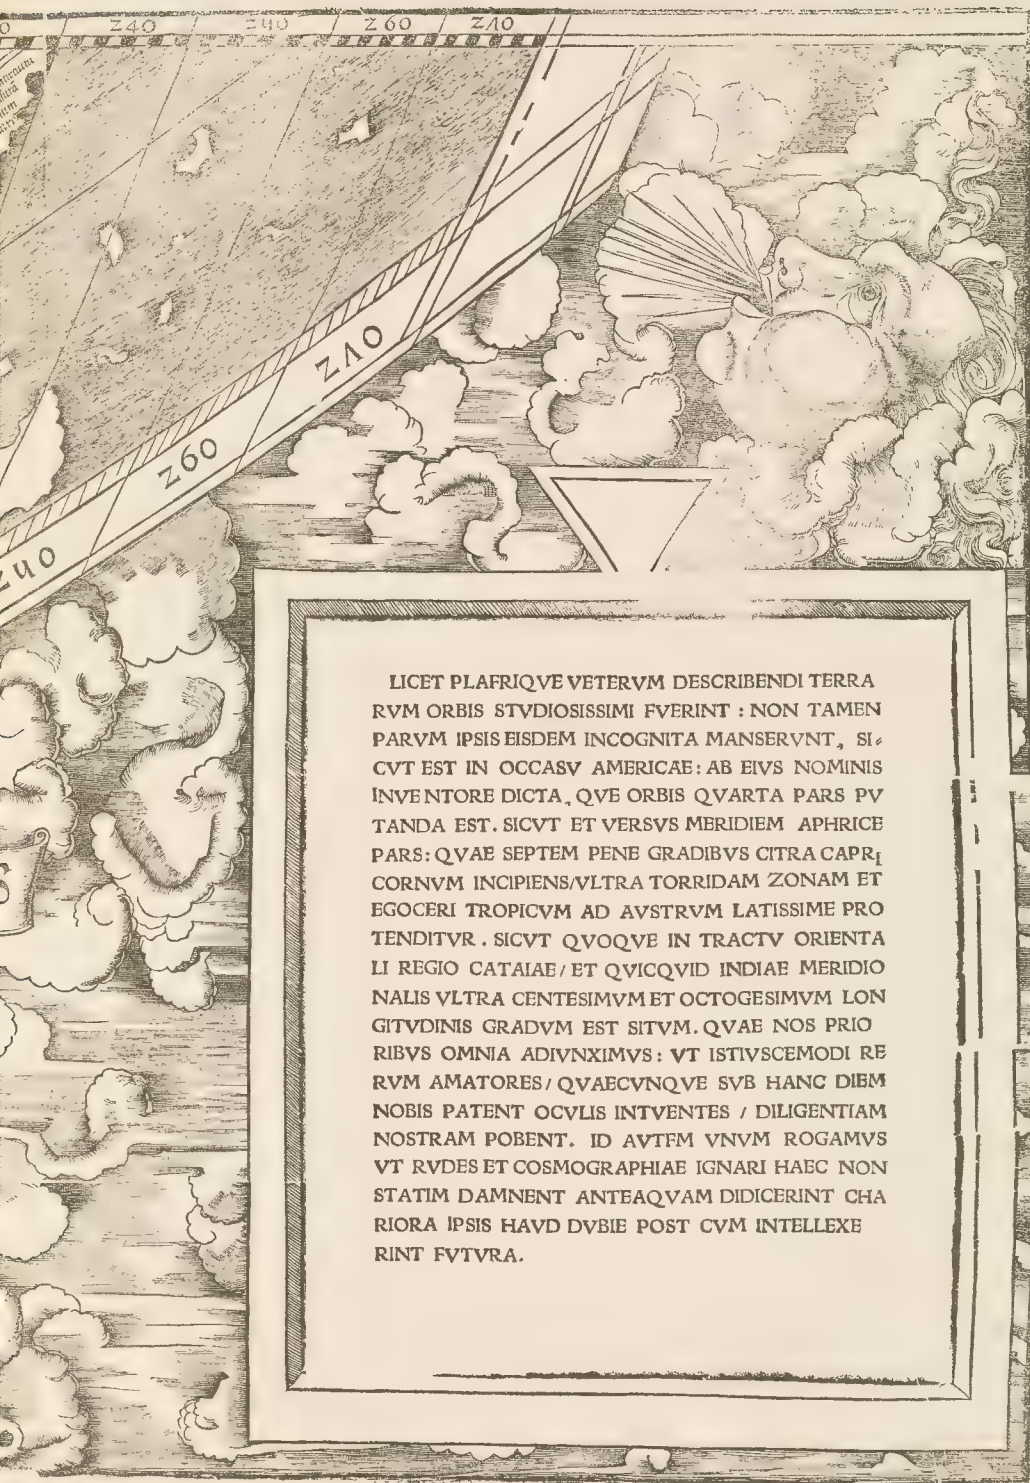 Z40
Z60
ZΛ0
ZΛ0
Z60
Z40
S
LICET PLAFRIQVE VETERVM DESCRIBENDI TERRA
RVM ORBIS STVDIOSISSIMI FVERINT : NON TAMEN
PARVM IPSIS EISDEM INCOGNITA MANSERVNT, SI⸗
CVT EST IN OCCASV AMERICAE: AB EIVS NOMINIS
INVENTORE DICTA, QVE ORBIS QVARTA PARS PV
TANDA EST. SICVT ET VERSVS MERIDIEM APHRICE
PARS: QVAE SEPTEM PENE GRADIBVS CITRA CAPRI
CORNVM INCIPIENS/VLTRA TORRIDAM ZONAM ET
EGOCERI TROPICVM AD AVSTRVM LATISSIME PRO
TENDITVR. SICVT QVOQVE IN TRACTV ORIENTA
LI REGIO CATAIAE/ ET QVICQVID INDIAE MERIDIO
NALIS VLTRA CENTESIMVM ET OCTOGESIMVM LON
GITVDINIS GRADVM EST SITVM. QVAE NOS PRIO
RIBVS OMNIA ADIVNXIMVS: VT ISTIVSCEMODI RE
RVM AMATORES/ QVAECVNQVE SVB HANC DIEM
NOBIS PATENT OCVLIS INTVENTES / DILIGENTIAM
NOSTRAM POBENT. ID AVTFM VNVM ROGAMVS
VT RVDES ET COSMOGRAPHIAE IGNARI HAEC NON
STATIM DAMNENT ANTEAQVAM DIDICERINT CHA
RIORA IPSIS HAVD DVBIE POST CVM INTELLEXE
RINT FVTVRA.